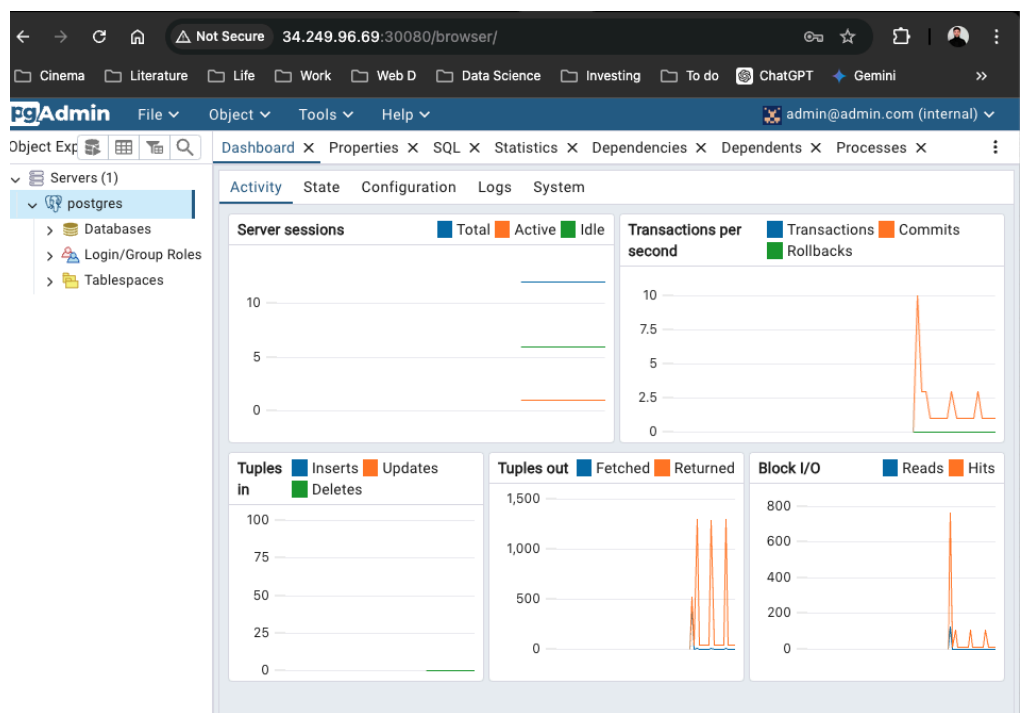 Not Secure 34.249.96.69:30080/browser/
Cinema Literature Life Work Web D Data Science Investing To do ChatGPT Gemini »
pgAdmin File Object Tools Help admin@admin.com (internal)
Object Exp Dashboard Properties SQL Statistics Dependencies Dependents Processes
Servers (1)
postgres
Databases
Login/Group Roles
Tablespaces
Activity State Configuration Logs System
Server sessions Total Active Idle
10
5
0
Transactions per second Transactions Commits
Rollbacks
10
7.5
5
2.5
0
Tuples in Inserts Updates
Deletes
100
75
50
25
0
Tuples out Fetched Returned
1,500
1,000
500
0
Block I/O Reads Hits
800
600
400
200
0